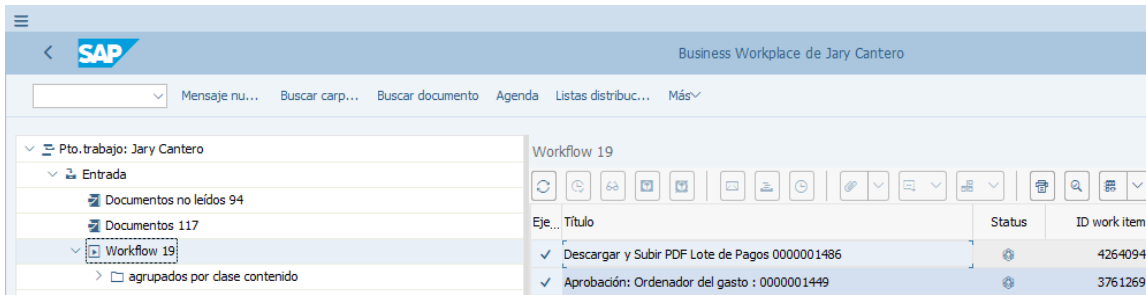 SAP
Business Workplace de Jary Cantero
Mensaje nu... Buscar carp... Buscar documento Agenda Listas distribuc... Más
Pto.trabajo: Jary Cantero
Entrada
Documentos no leídos 94
Documentos 117
Workflow 19
agrupados por clase contenido
Workflow 19
Eje... Título Status ID work item
Descargar y Subir PDF Lote de Pagos 0000001486 4264094
Aprobación: Ordenador del gasto : 0000001449 3761269